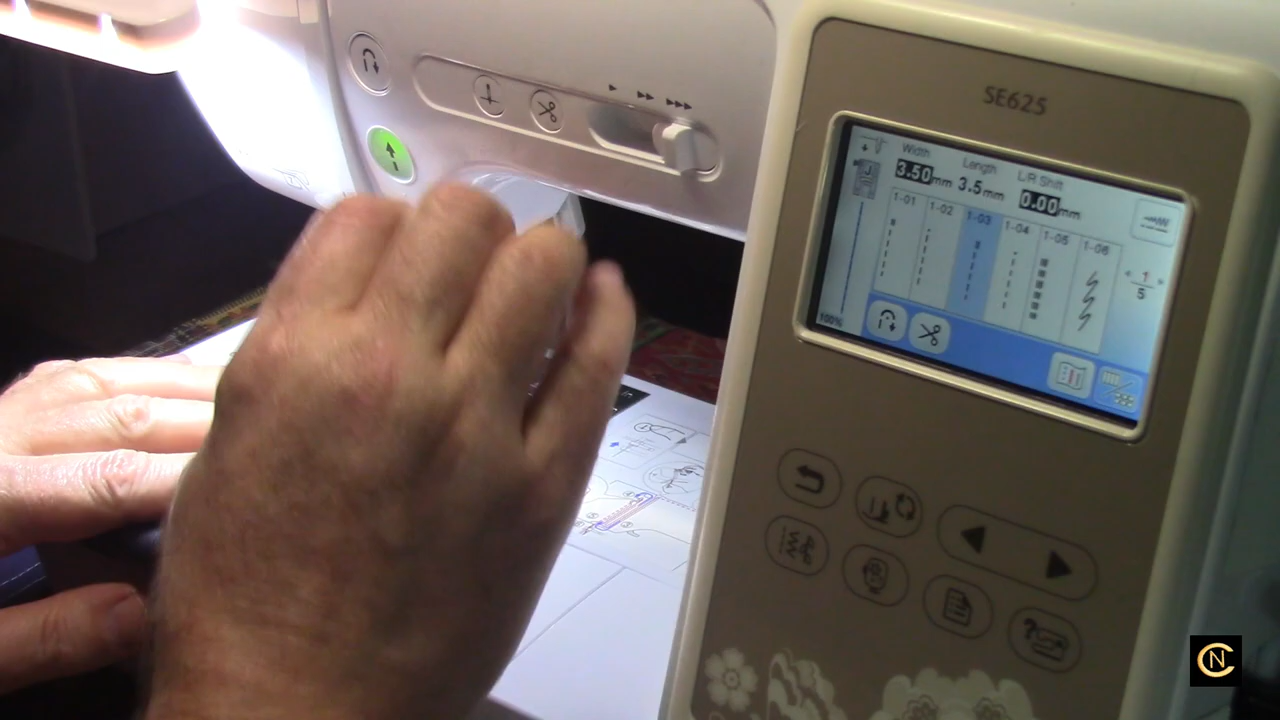 SE625
Width Length L/R Shift
3.50mm 3.5mm 0.00mm
1-01 1-02 1-03 1-04 1-05 1-06
1
5
100%
CN